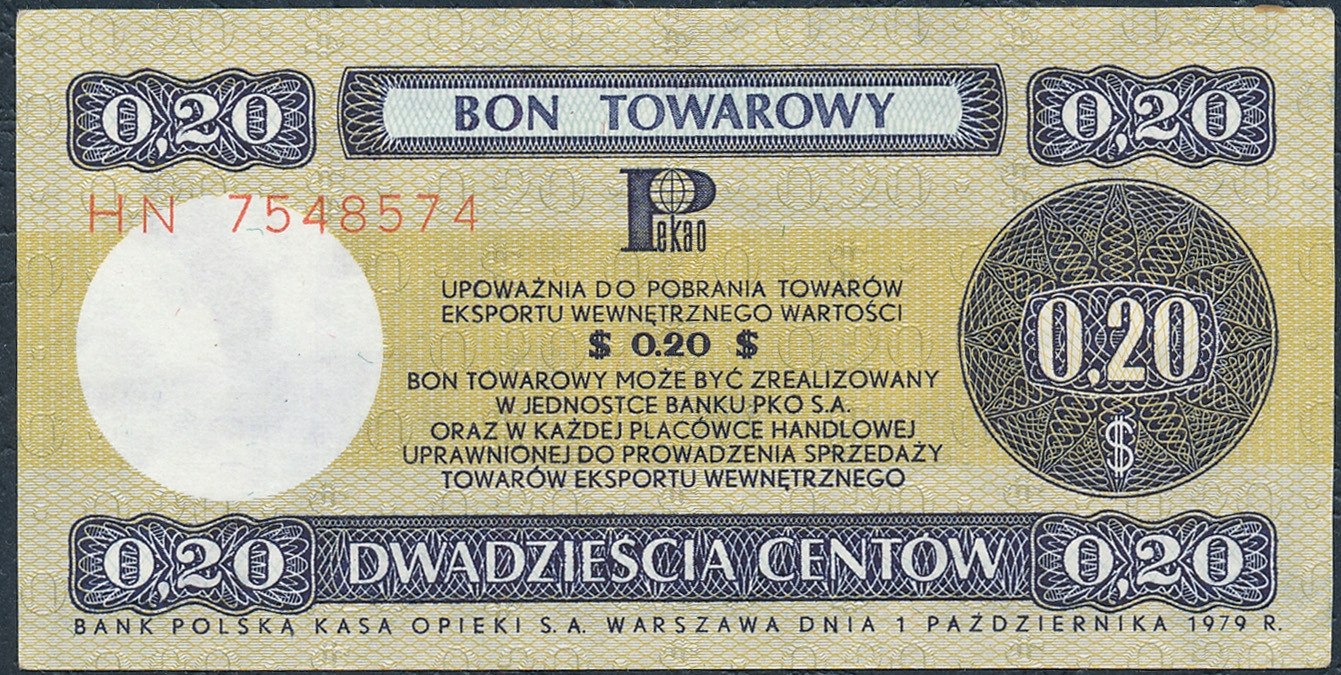 0,20 BON TOWAROWY 0,20
HN 7548574
Pekao
UPOWAŻNIA DO POBRANIA TOWARÓW
EKSPORTU WEWNĘTRZNEGO WARTOŚCI
$ 0.20 $
BON TOWAROWY MOŻE BYĆ ZREALIZOWANY
W JEDNOSTCE BANKU PKO S.A.
ORAZ W KAŻDEJ PLACÓWCE HANDLOWEJ
UPRAWNIONEJ DO PROWADZENIA SPRZEDAŻY
TOWARÓW EKSPORTU WEWNĘTRZNEGO
0,20
$
0,20 DWADZIEŚCIA CENTÓW 0,20
BANK POLSKA KASA OPIEKI S.A. WARSZAWA DNIA 1 PAŹDZIERNIKA 1979 R.